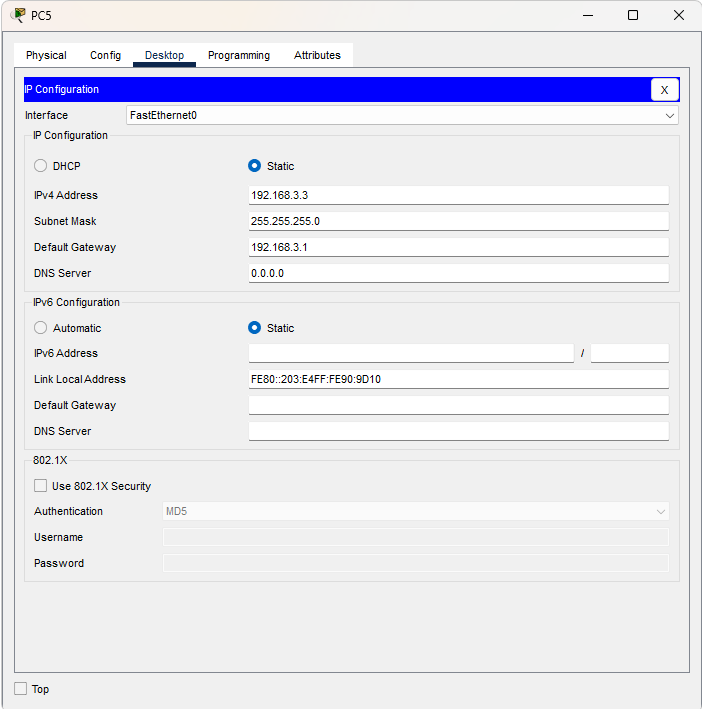 PC5
Physical Config Desktop Programming Attributes
IP Configuration X
Interface FastEthernet0
IP Configuration
DHCP Static
IPv4 Address 192.168.3.3
Subnet Mask 255.255.255.0
Default Gateway 192.168.3.1
DNS Server 0.0.0.0
IPv6 Configuration
Automatic Static
IPv6 Address /
Link Local Address FE80::203:E4FF:FE90:9D10
Default Gateway
DNS Server
802.1X
Use 802.1X Security
Authentication MD5
Username
Password
Top